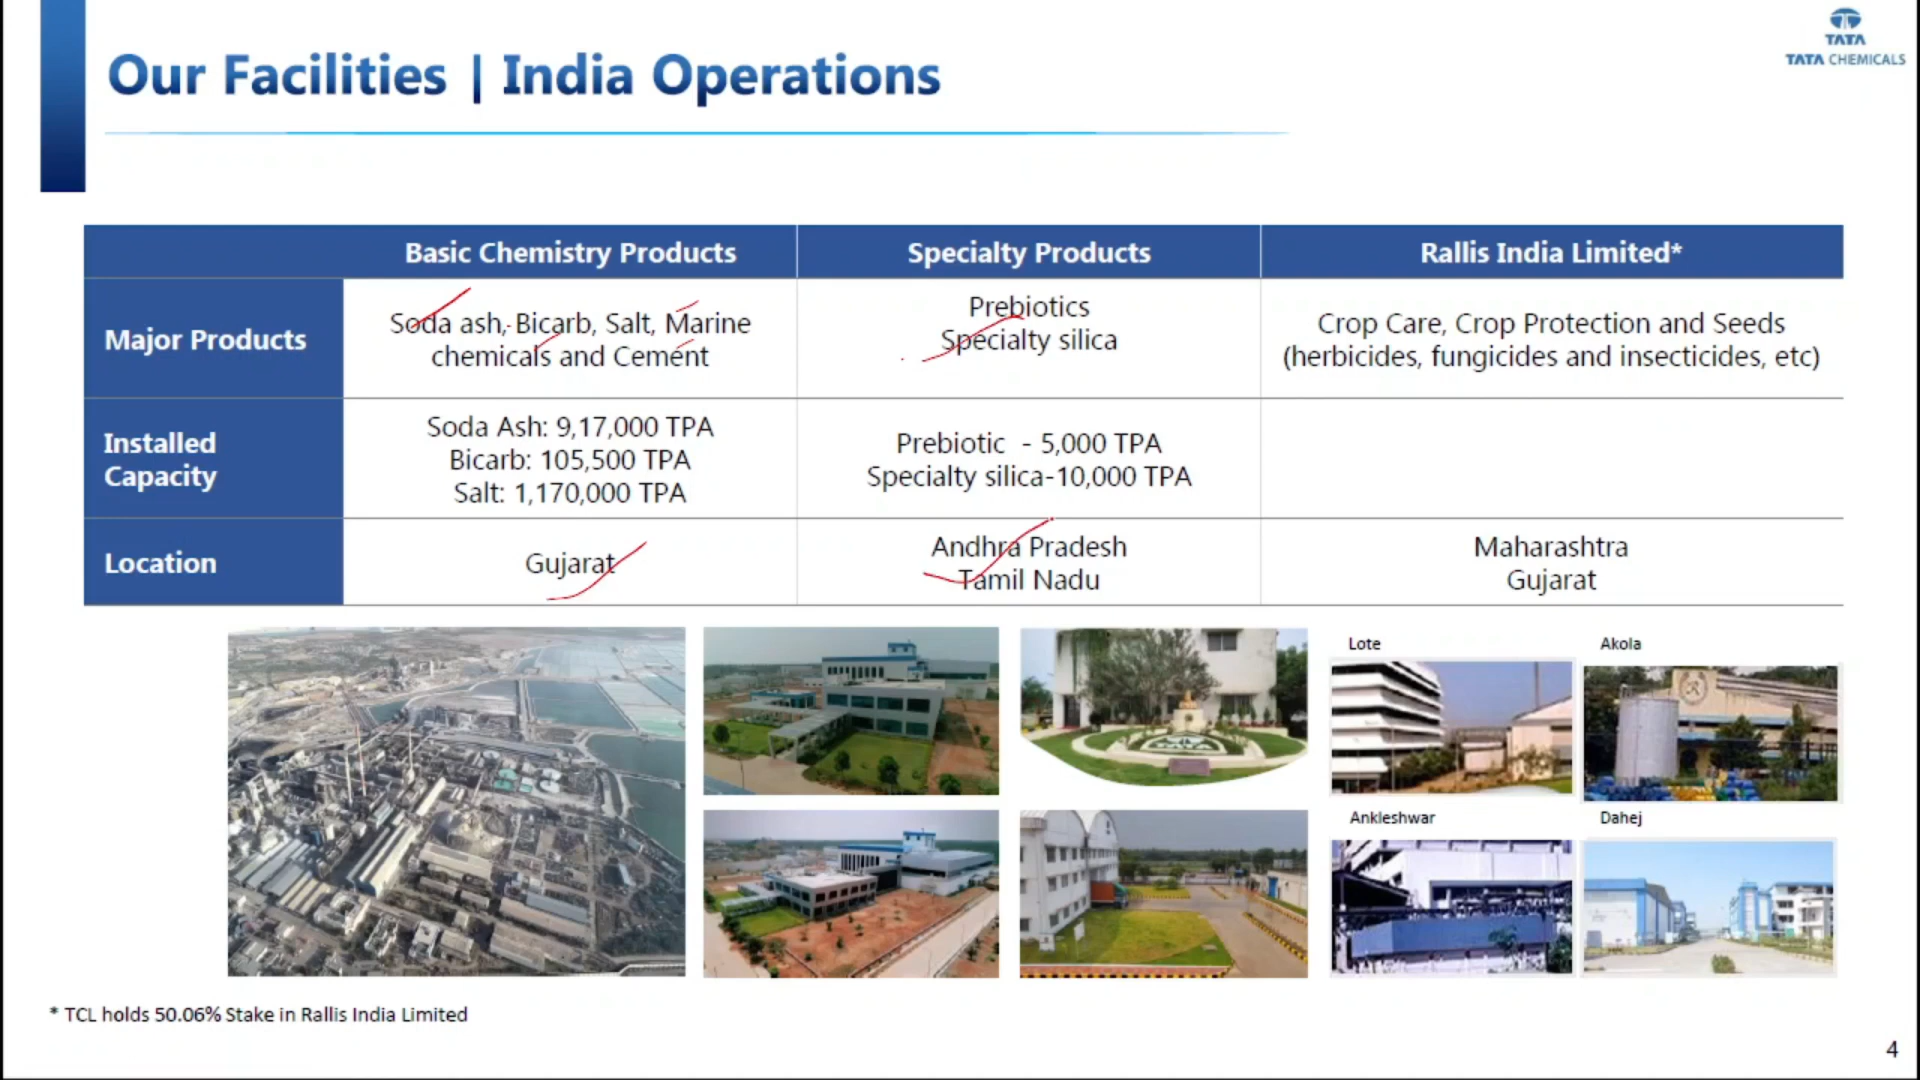 Our Facilities | India Operations
TATA
TATA CHEMICALS
Basic Chemistry Products
Specialty Products
Rallis India Limited*
Major Products
Soda ash, Bicarb, Salt, Marine
chemicals and Cement
Prebiotics
Specialty silica
Crop Care, Crop Protection and Seeds
(herbicides, fungicides and insecticides, etc)
Installed
Capacity
Soda Ash: 9,17,000 TPA
Bicarb: 105,500 TPA
Salt: 1,170,000 TPA
Prebiotic - 5,000 TPA
Specialty silica-10,000 TPA
Location
Gujarat
Andhra Pradesh
Tamil Nadu
Maharashtra
Gujarat
Lote
Akola
Ankleshwar
Dahej
* TCL holds 50.06% Stake in Rallis India Limited
4